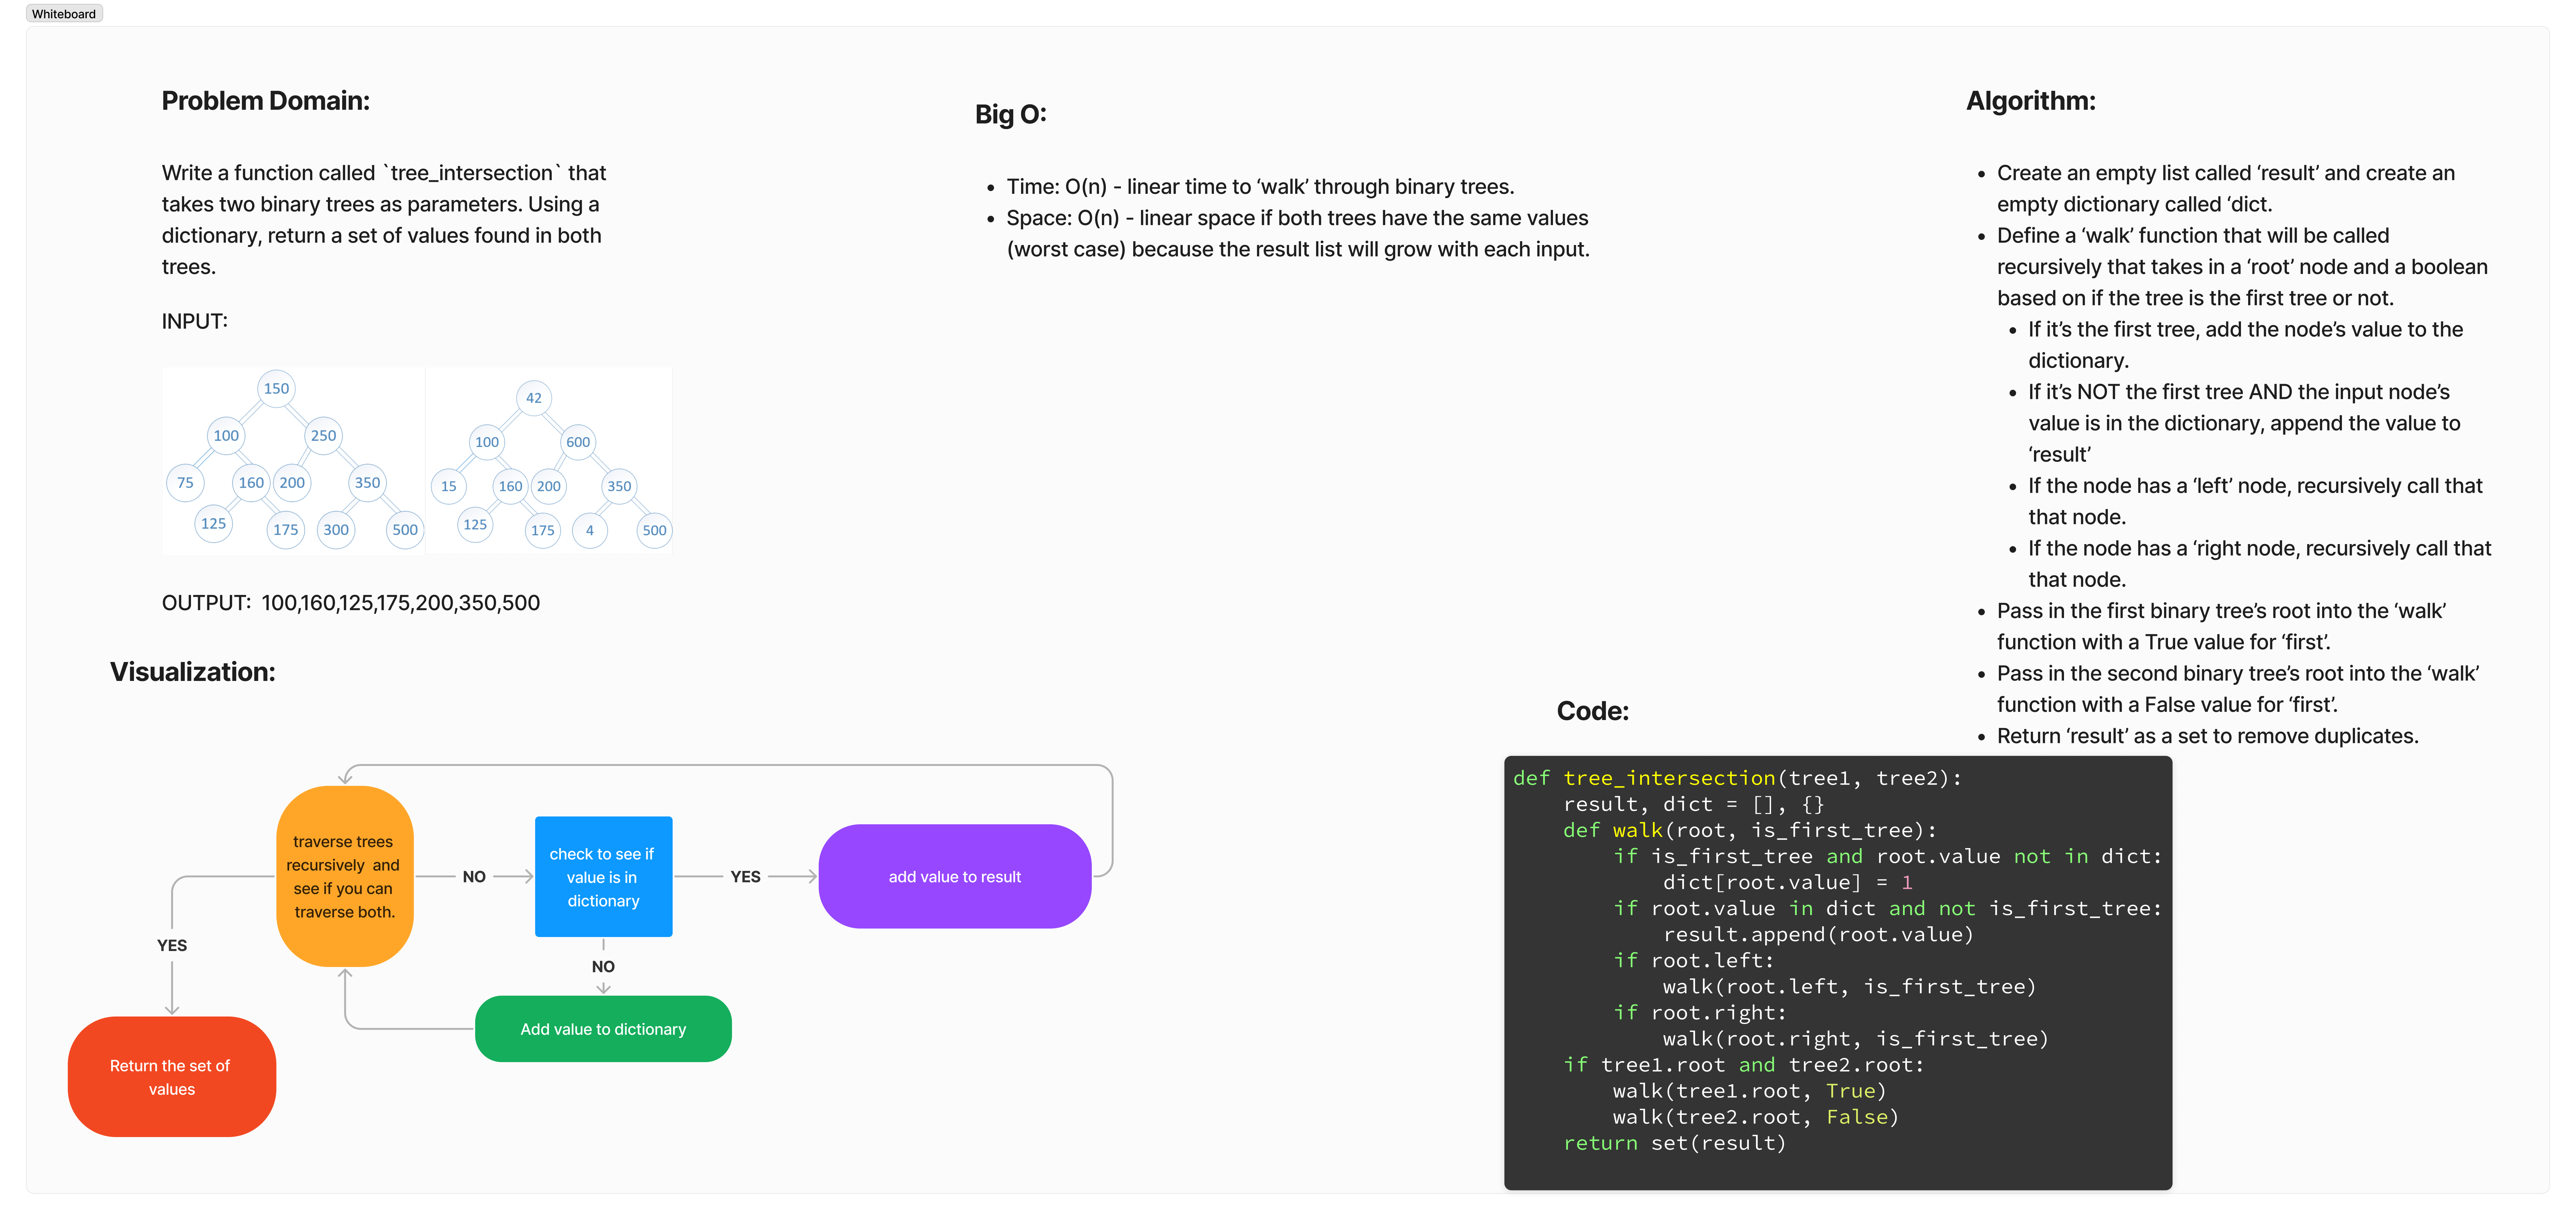 Whiteboard
Problem Domain:
Write a function called `tree_intersection` that
takes two binary trees as parameters. Using a
dictionary, return a set of values found in both
trees.
INPUT:
150
100 250
75 160 200 350
125 175 300 500
42
100 600
15 160 200 350
125 175 4 500
OUTPUT: 100,160,125,175,200,350,500
Big O:
• Time: O(n) - linear time to ‘walk’ through binary trees.
• Space: O(n) - linear space if both trees have the same values
(worst case) because the result list will grow with each input.
Algorithm:
• Create an empty list called ‘result’ and create an
empty dictionary called ‘dict.
• Define a ‘walk’ function that will be called
recursively that takes in a ‘root’ node and a boolean
based on if the tree is the first tree or not.
• If it’s the first tree, add the node’s value to the
dictionary.
• If it’s NOT the first tree AND the input node’s
value is in the dictionary, append the value to
‘result’
• If the node has a ‘left’ node, recursively call that
that node.
• If the node has a ‘right node, recursively call that
that node.
• Pass in the first binary tree’s root into the ‘walk’
function with a True value for ‘first’.
• Pass in the second binary tree’s root into the ‘walk’
function with a False value for ‘first’.
• Return ‘result’ as a set to remove duplicates.
Visualization:
traverse trees
recursively and
see if you can
traverse both.
NO
check to see if
value is in
dictionary
YES
add value to result
YES
NO
Add value to dictionary
Return the set of
values
Code:
def tree_intersection(tree1, tree2):
    result, dict = [], {}
    def walk(root, is_first_tree):
        if is_first_tree and root.value not in dict:
            dict[root.value] = 1
        if root.value in dict and not is_first_tree:
            result.append(root.value)
        if root.left:
            walk(root.left, is_first_tree)
        if root.right:
            walk(root.right, is_first_tree)
    if tree1.root and tree2.root:
        walk(tree1.root, True)
        walk(tree2.root, False)
    return set(result)